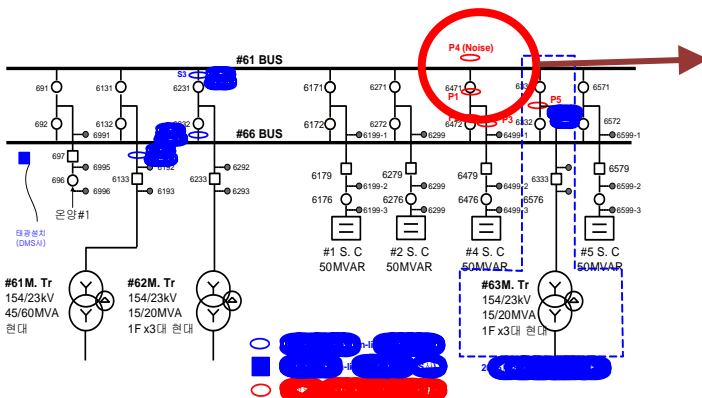 P4 (Noise)
#61 BUS
S3
691
6131
6231
6171
6271
6471
6571
P1
P5
692
6132
6172
6272
6472
P3
6572
#66 BUS
6991
6199-1
6299
6499-1
6599-1
697
6995
6133
6193
6233
6292
6293
696
6996
6179
6279
6479
6333
6579
6199-2
6299
6499-2
6599-2
6176
6276
6476
6576
6199-3
6299
6499-3
6599-3
온양#1
태광설치
(DMS사)
#1 S. C
50MVAR
#2 S. C
50MVAR
#4 S. C
50MVAR
#5 S. C
50MVAR
#61M. Tr
154/23kV
45/60MVA
현대
#62M. Tr
154/23kV
15/20MVA
1F x3대 현대
#63M. Tr
154/23kV
15/20MVA
1F x3대 현대